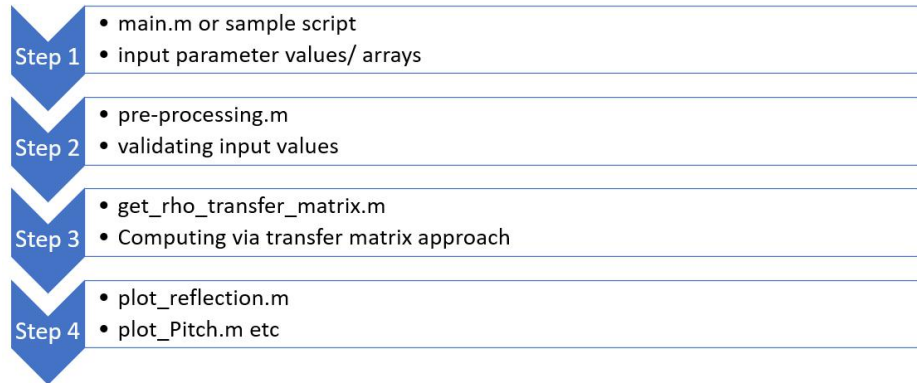 Step 1
• main.m or sample script
• input parameter values/ arrays
Step 2
• pre-processing.m
• validating input values
Step 3
• get_rho_transfer_matrix.m
• Computing via transfer matrix approach
Step 4
• plot_reflection.m
• plot_Pitch.m etc